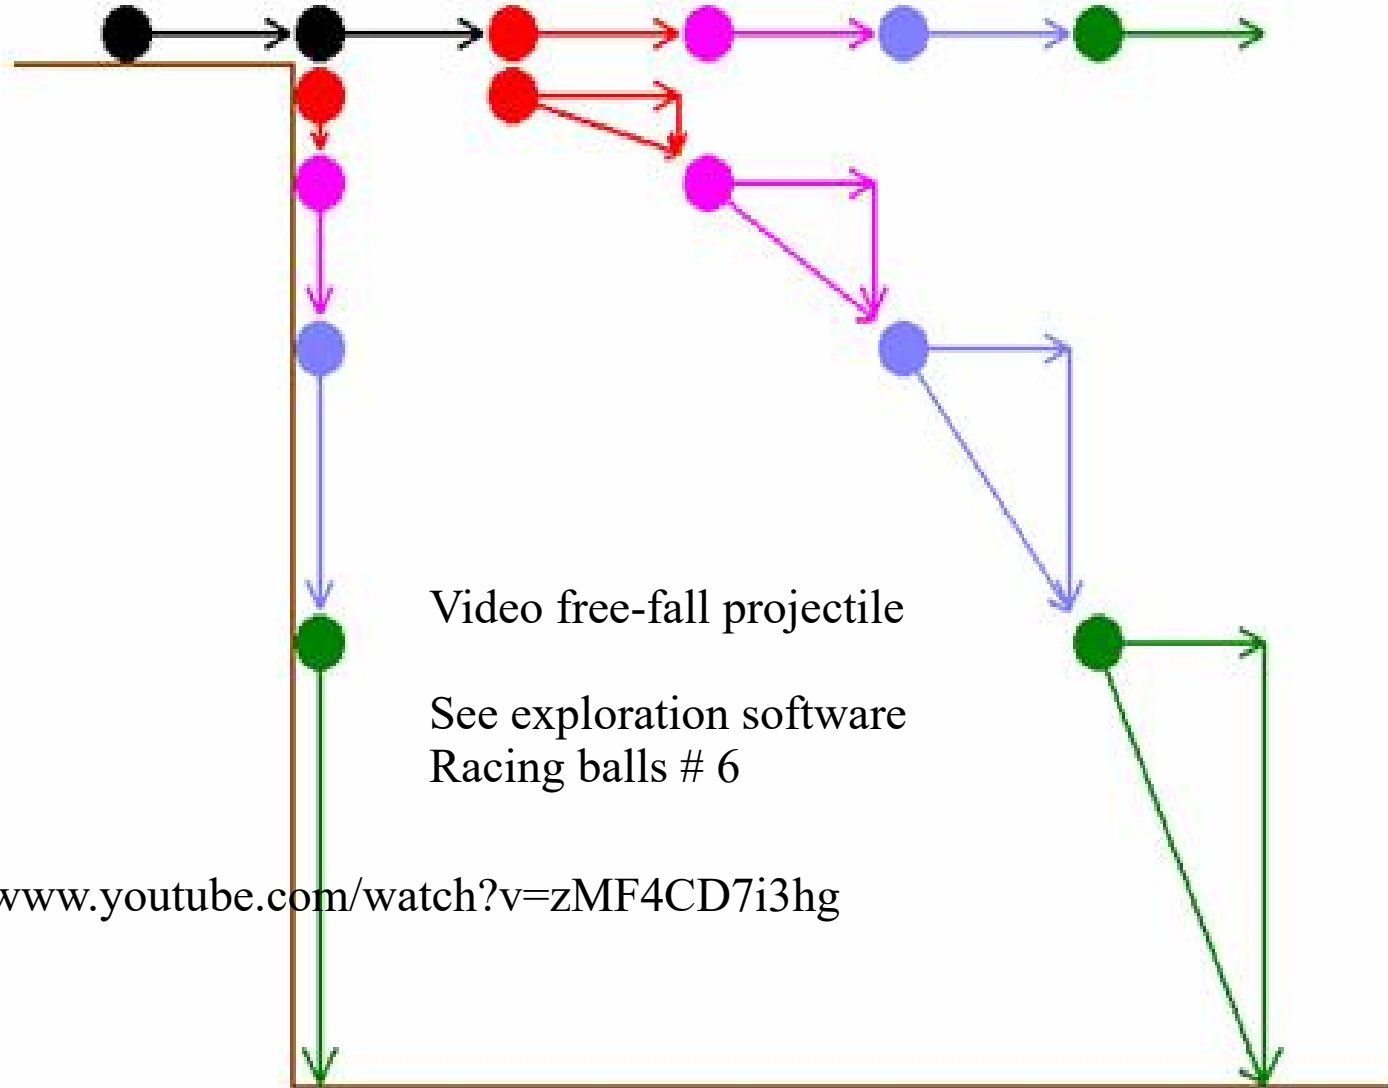 Video free-fall projectile
See exploration software
Racing balls # 6
www.youtube.com/watch?v=zMF4CD7i3hg